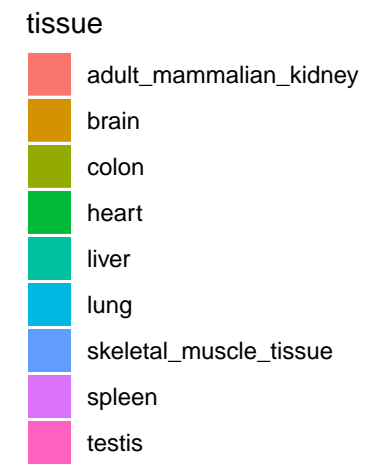 tissue
adult_mammalian_kidney
brain
colon
heart
liver
lung
skeletal_muscle_tissue
spleen
testis